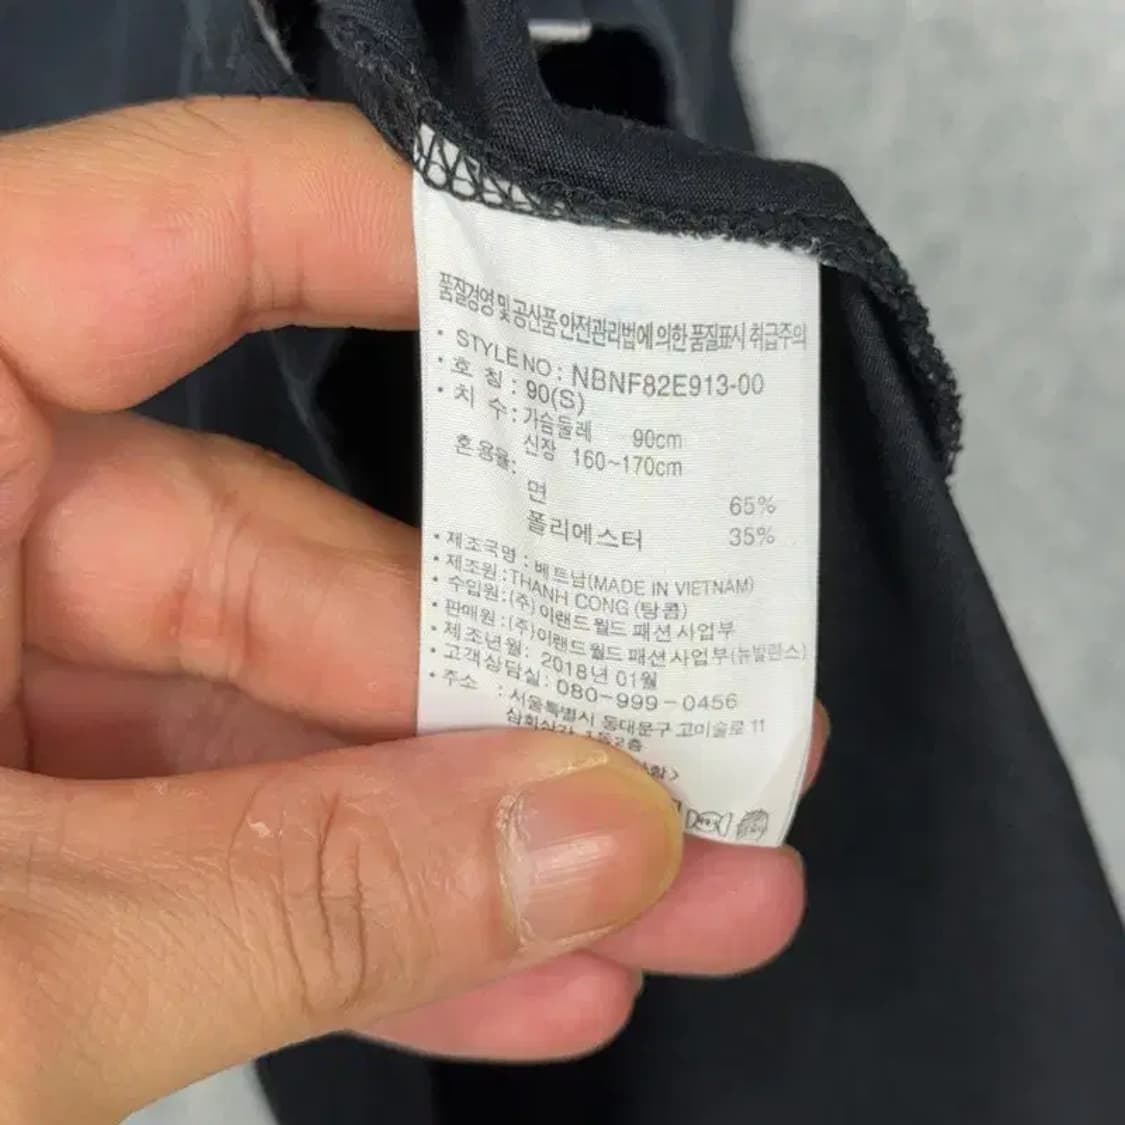 품질경영 및 공산품 안전관리법에 의한 품질표시 취급주의
· STYLE NO : NBNF82E913-00
· 호 칭 : 90(S)
· 치 수 : 가슴둘레 90cm
신장 160~170cm
혼용율:
면 65%
폴리에스터 35%
· 제조국명 : 베트남(MADE IN VIETNAM)
· 제조원 : THANH CONG (탕콤)
· 수입원 : (주)이랜드월드 패션사업부
· 판매원 : (주)이랜드월드 패션사업부(뉴발란스)
· 제조년월: 2018년 01월
· 고객상담실: 080-999-0456
· 주소 : 서울특별시 동대문구 고미술로 11